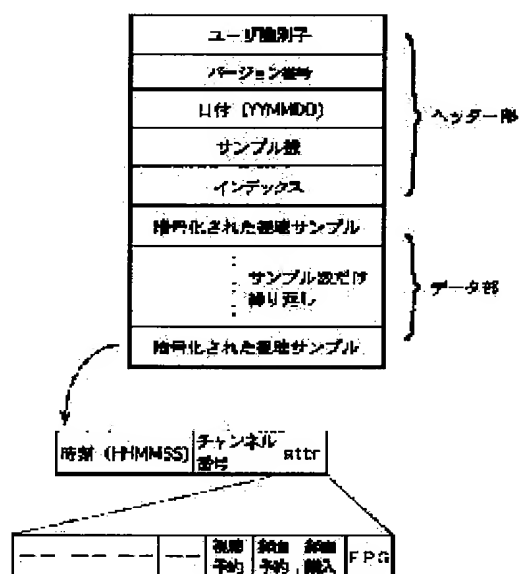 ユーザ識別子
バージョン番号
日付 (YYMMDD)
サンプル数
インデックス
ヘッダー部
暗号化された視聴サンプル
サンプル数だけ
繰り返し
データ部
暗号化された視聴サンプル
時刻 (HHMMSS)
チャンネル
番号
attr
視聴
予約
録画
予約
録画
購入